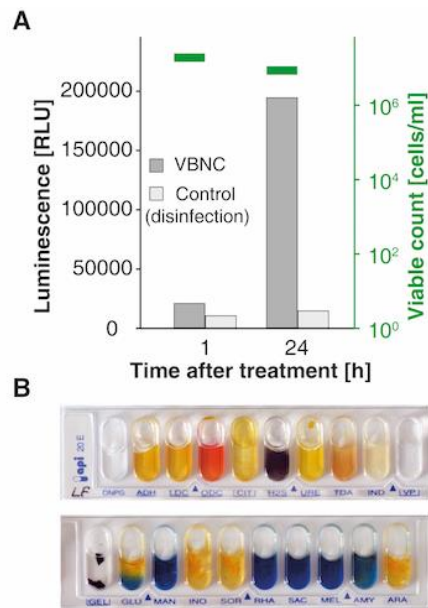 A
Luminescence [RLU]
200000
150000
100000
50000
0
VBNC
Control
(disinfection)
10⁶
10⁴
10²
10⁰
Viable count [cells/ml]
1 24
Time after treatment [h]
B
api 20 E
LF
ONPG ADH LDC ODC |CIT| H2S URE TDA IND |VP|
|GEL| GLU MAN INO SOR RHA SAC MEL AMY ARA